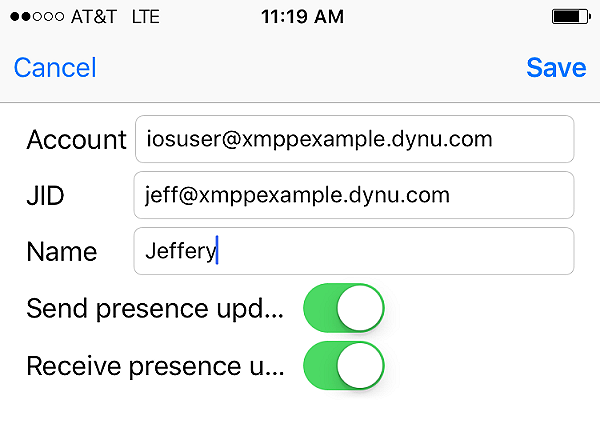 AT&T LTE 11:19 AM
Cancel Save
Account iosuser@xmppexample.dynu.com
JID jeff@xmppexample.dynu.com
Name Jeffery
Send presence upd...
Receive presence u...